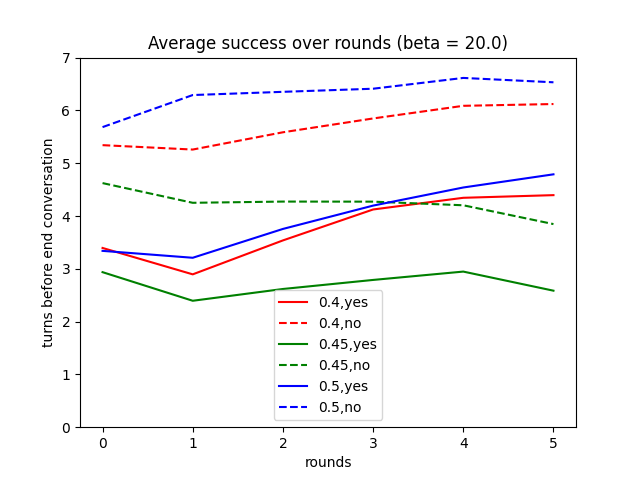 Average success over rounds (beta = 20.0)
turns before end conversation
7
6
5
4
3
2
1
0
0.4,yes
0.4,no
0.45,yes
0.45,no
0.5,yes
0.5,no
0 1 2 3 4 5
rounds